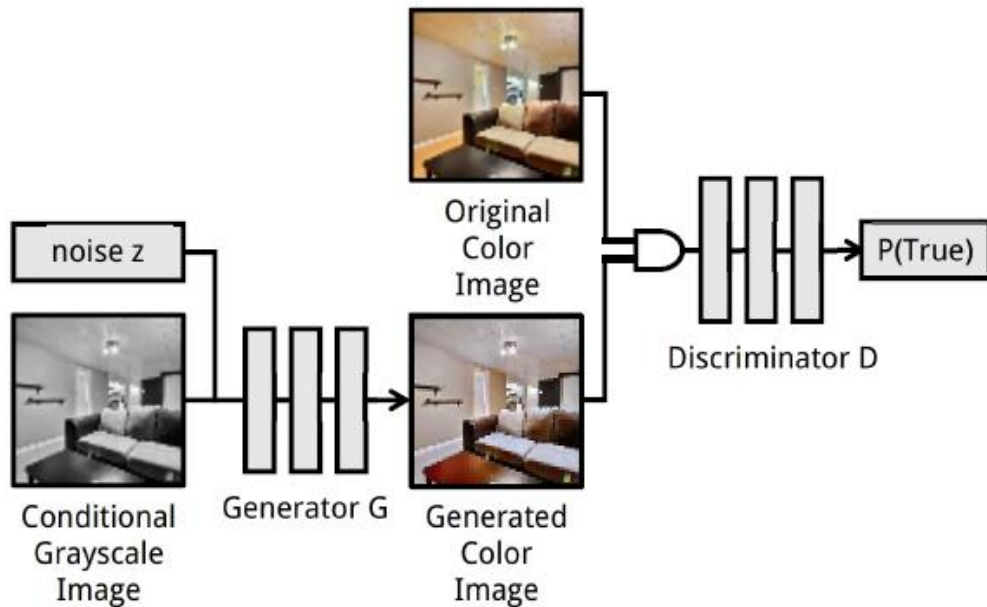 Original
Color
Image
noise z
P(True)
Discriminator D
Conditional
Grayscale
Image
Generator G
Generated
Color
Image